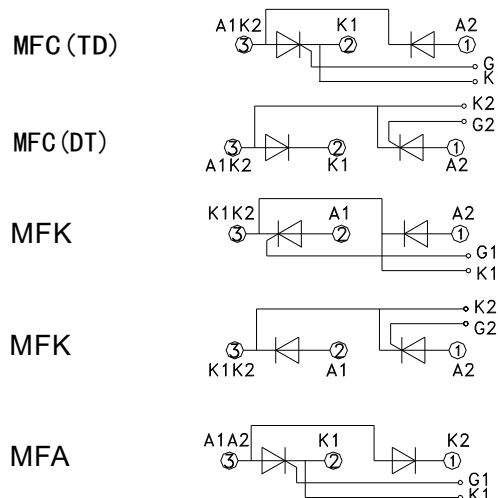 A1K2 K1 A2
MFC(TD) 3 2 1
G
K
K2
G2
MFC(DT) 3 2 1
A1K2 K1 A2
K1K2 A1 A2
MFK 3 2 1
G1
K1
K2
G2
MFK 3 2 1
K1K2 A1 A2
A1A2 K1 K2
MFA 3 2 1
G1
K1